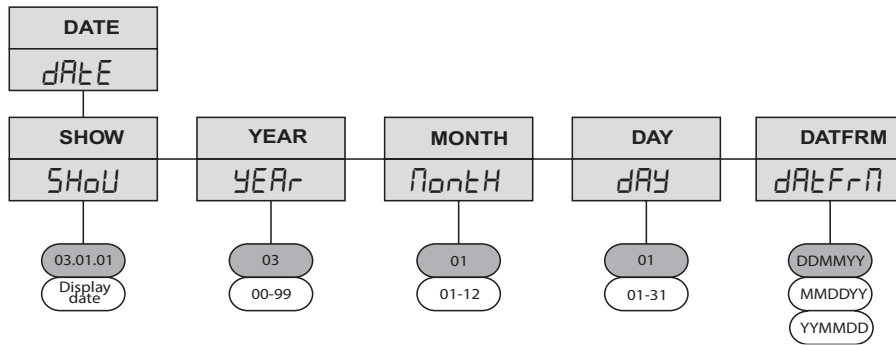 DATE
dAtE
SHOW YEAR MONTH DAY DATFRM
SHoU YEAr MontH dAY dAtFrM
03.01.01 03 01 01 DDMMYY
Display date 00-99 01-12 01-31 MMDDYY
YYMMDD